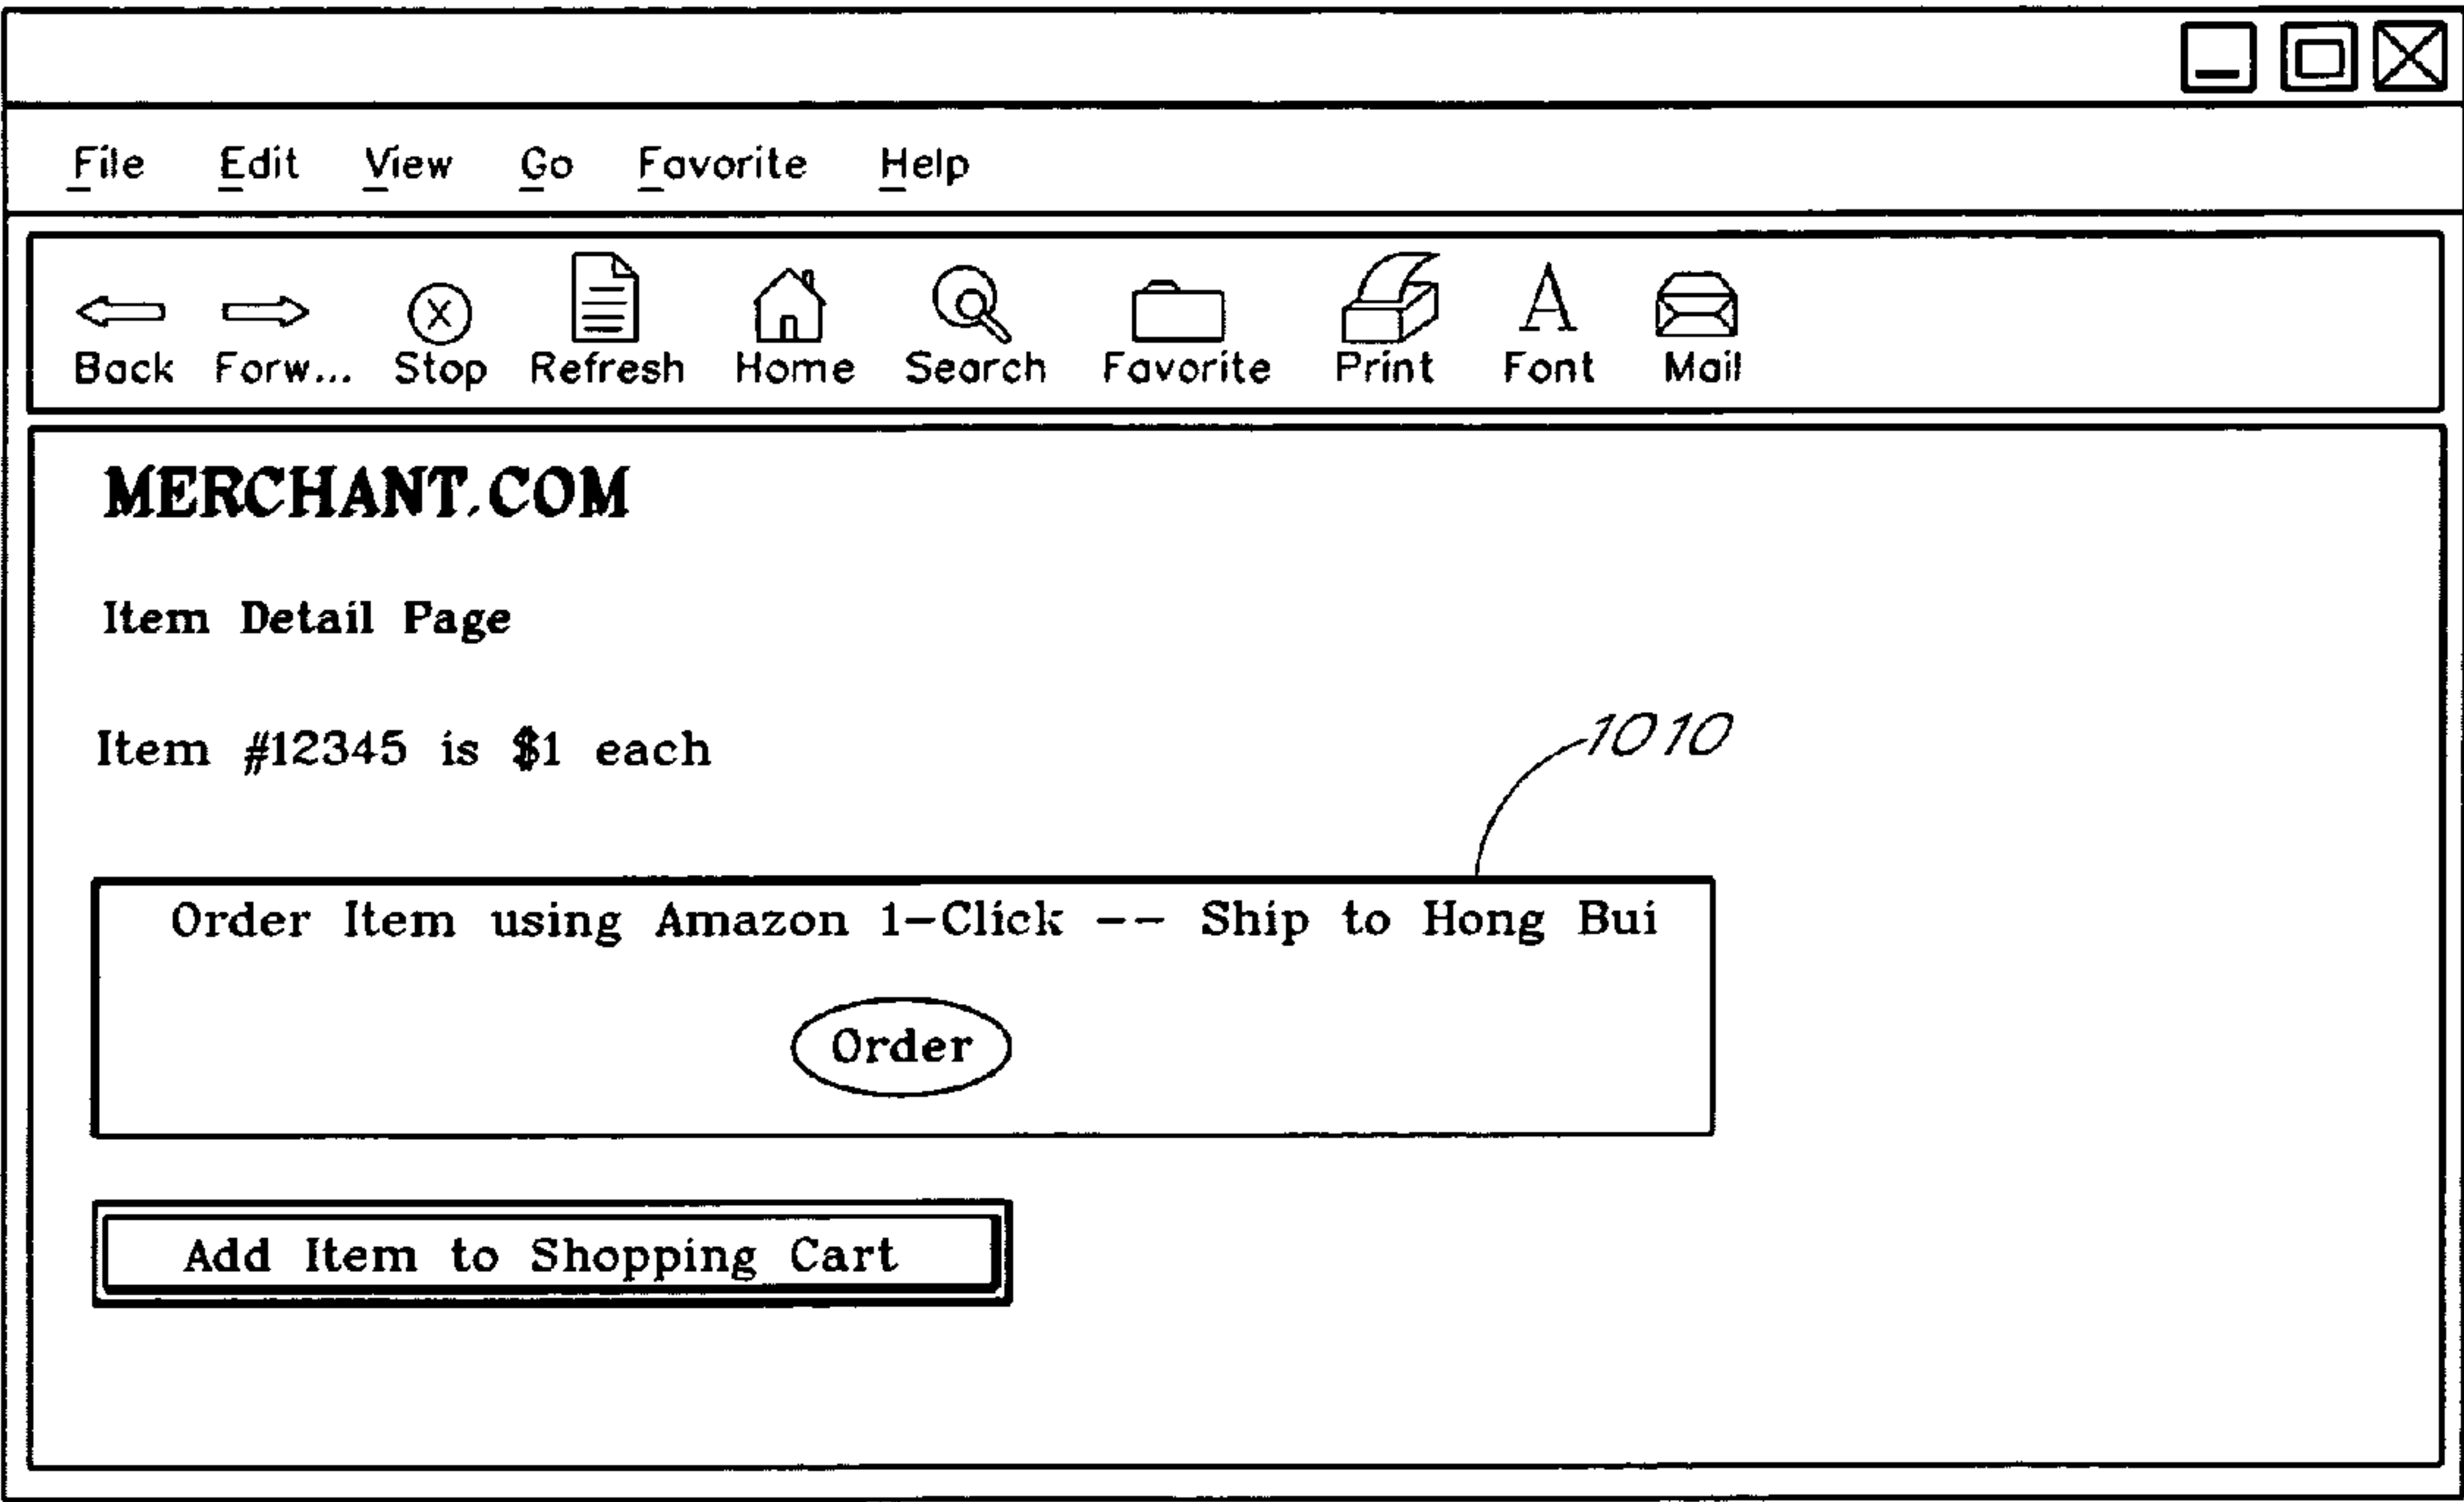 File Edit View Go Favorite Help
Back Forw... Stop Refresh Home Search Favorite Print Font Mail
MERCHANT.COM
Item Detail Page
Item #12345 is $1 each
1010
Order Item using Amazon 1-Click -- Ship to Hong Bui
Order
Add Item to Shopping Cart